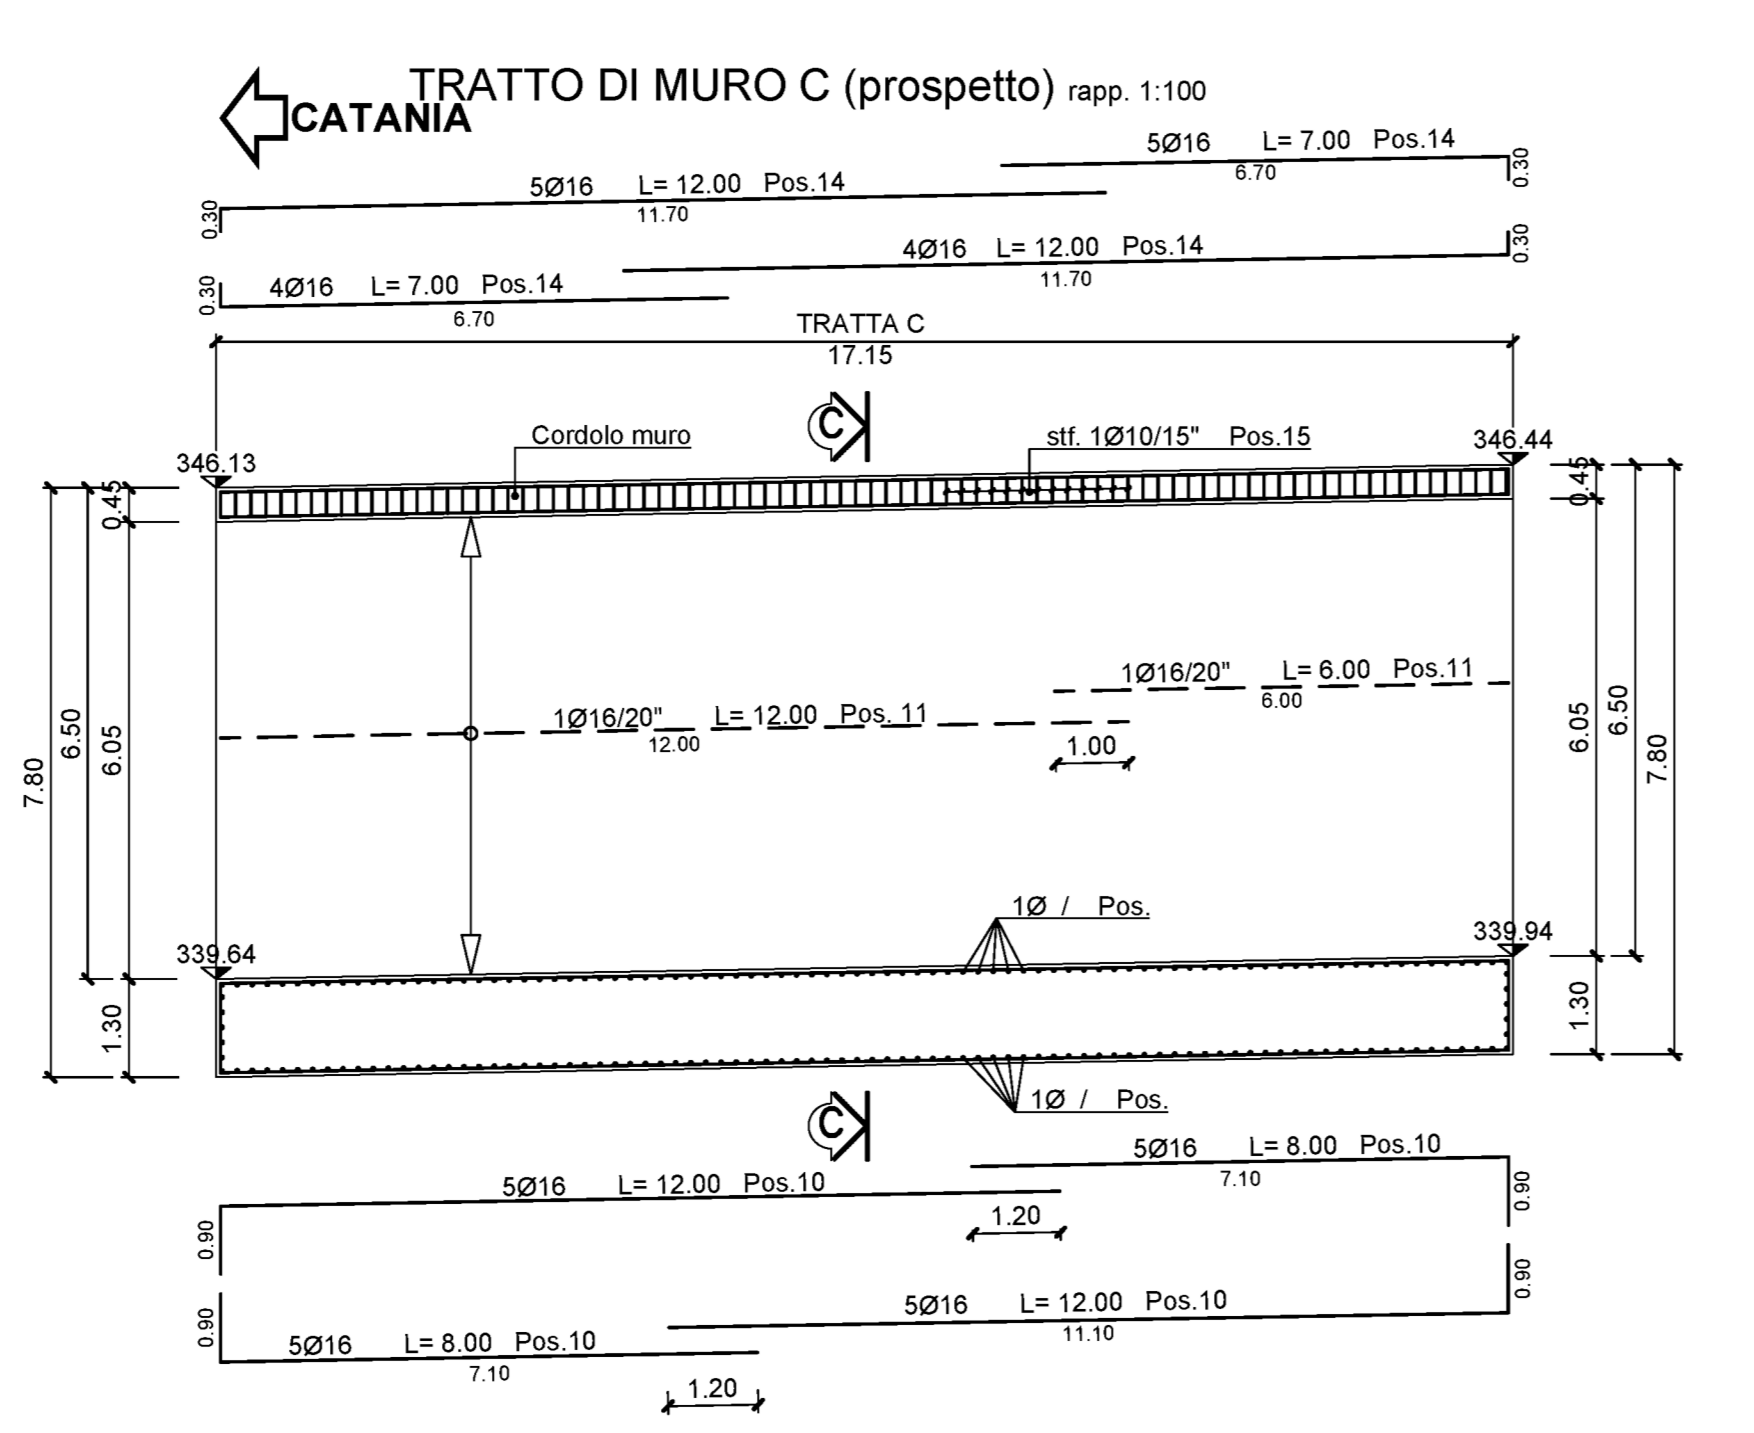 TRATTO DI MURO C (prospetto) rapp. 1:100
CATANIA
5Ø16 L= 7.00 Pos.14
6.70
0.30
5Ø16 L= 12.00 Pos.14
11.70
0.30
4Ø16 L= 12.00 Pos.14
11.70
0.30
4Ø16 L= 7.00 Pos.14
6.70
0.30
TRATTA C
17.15
C
Cordolo muro
stf. 1Ø10/15" Pos.15
346.13
346.44
0.45
0.45
1Ø16/20" L= 6.00 Pos.11
6.00
1Ø16/20" L= 12.00 Pos. 11
12.00
1.00
7.80
6.50
6.05
6.05
6.50
7.80
1Ø / Pos.
339.64
339.94
1.30
1.30
1Ø / Pos.
C
5Ø16 L= 8.00 Pos.10
7.10
0.90
5Ø16 L= 12.00 Pos.10
0.90
1.20
5Ø16 L= 12.00 Pos.10
11.10
0.90
5Ø16 L= 8.00 Pos.10
7.10
0.90
1.20